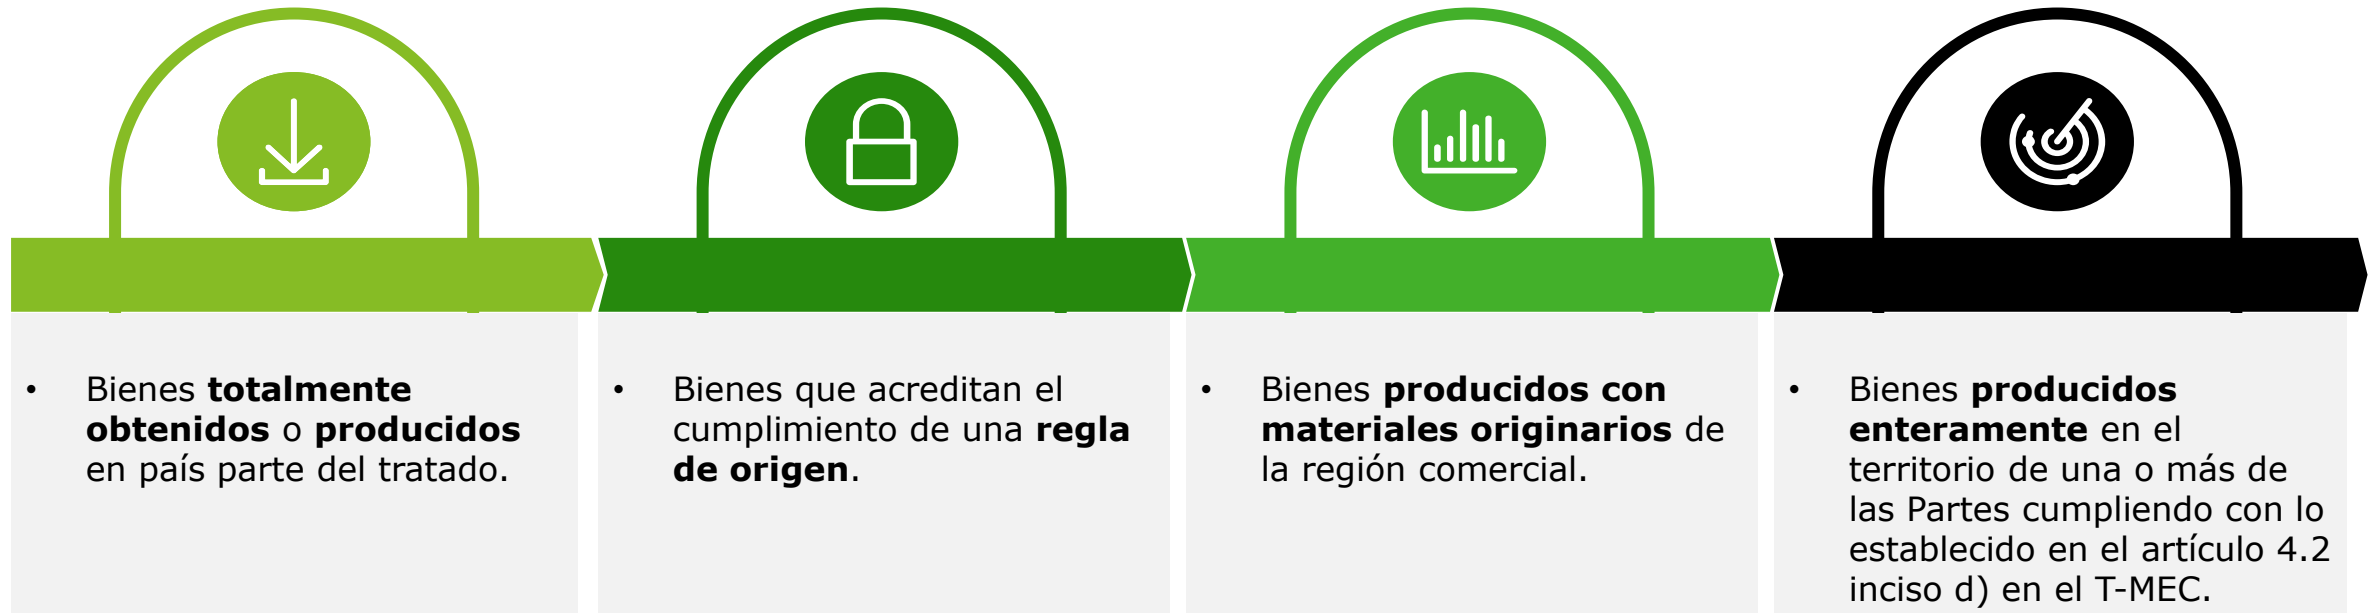 • Bienes totalmente
obtenidos o producidos
en país parte del tratado.
• Bienes que acreditan el
cumplimiento de una regla
de origen.
• Bienes producidos con
materiales originarios de
la región comercial.
• Bienes producidos
enteramente en el
territorio de una o más de
las Partes cumpliendo con lo
establecido en el artículo 4.2
inciso d) en el T-MEC.